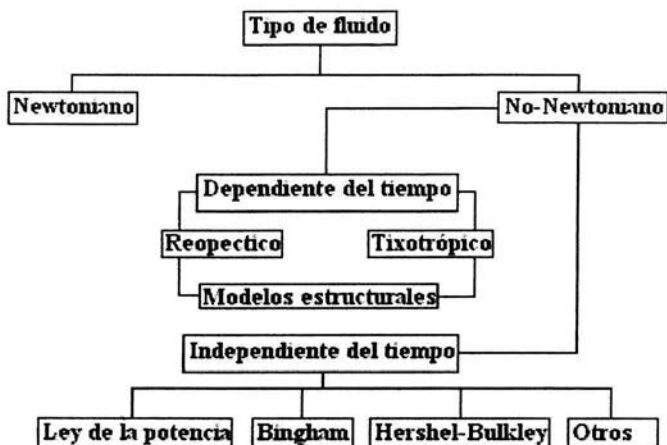 Tipo de fluido
Newtoniano
No-Newtoniano
Dependiente del tiempo
Reopectico
Tixotrópico
Modelos estructurales
Independiente del tiempo
Ley de la potencia
Bingham
Hershel-Bulkley
Otros